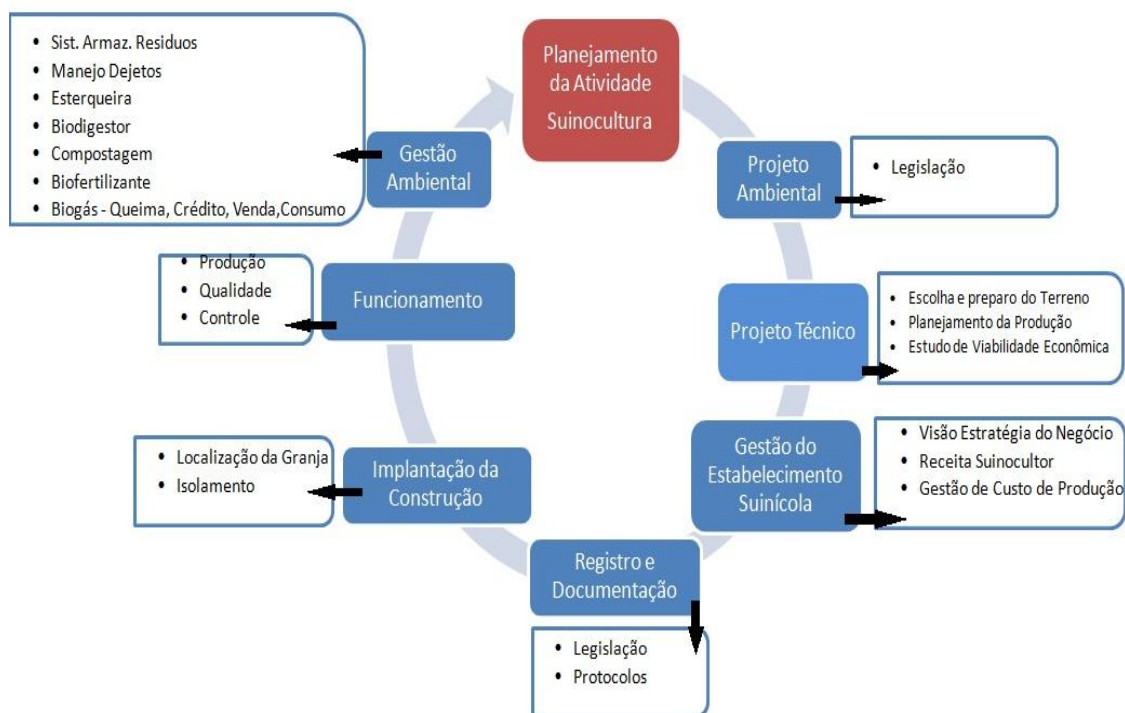 Planejamento
da Atividade
Suinocultura
Projeto
Ambiental
• Legislação
Projeto Técnico
• Escolha e preparo do Terreno
• Planejamento da Produção
• Estudo de Viabilidade Econômica
Gestão do
Estabelecimento
Suinícola
• Visão Estratégia do Negócio
• Receita Suinocultor
• Gestão de Custo de Produção
Registro e
Documentação
• Legislação
• Protocolos
Implantação da
Construção
• Localização da Granja
• Isolamento
Funcionamento
• Produção
• Qualidade
• Controle
Gestão
Ambiental
• Sist. Armaz. Residuos
• Manejo Dejetos
• Esterqueira
• Biodigestor
• Compostagem
• Biofertilizante
• Biogás - Queima, Crédito, Venda,Consumo